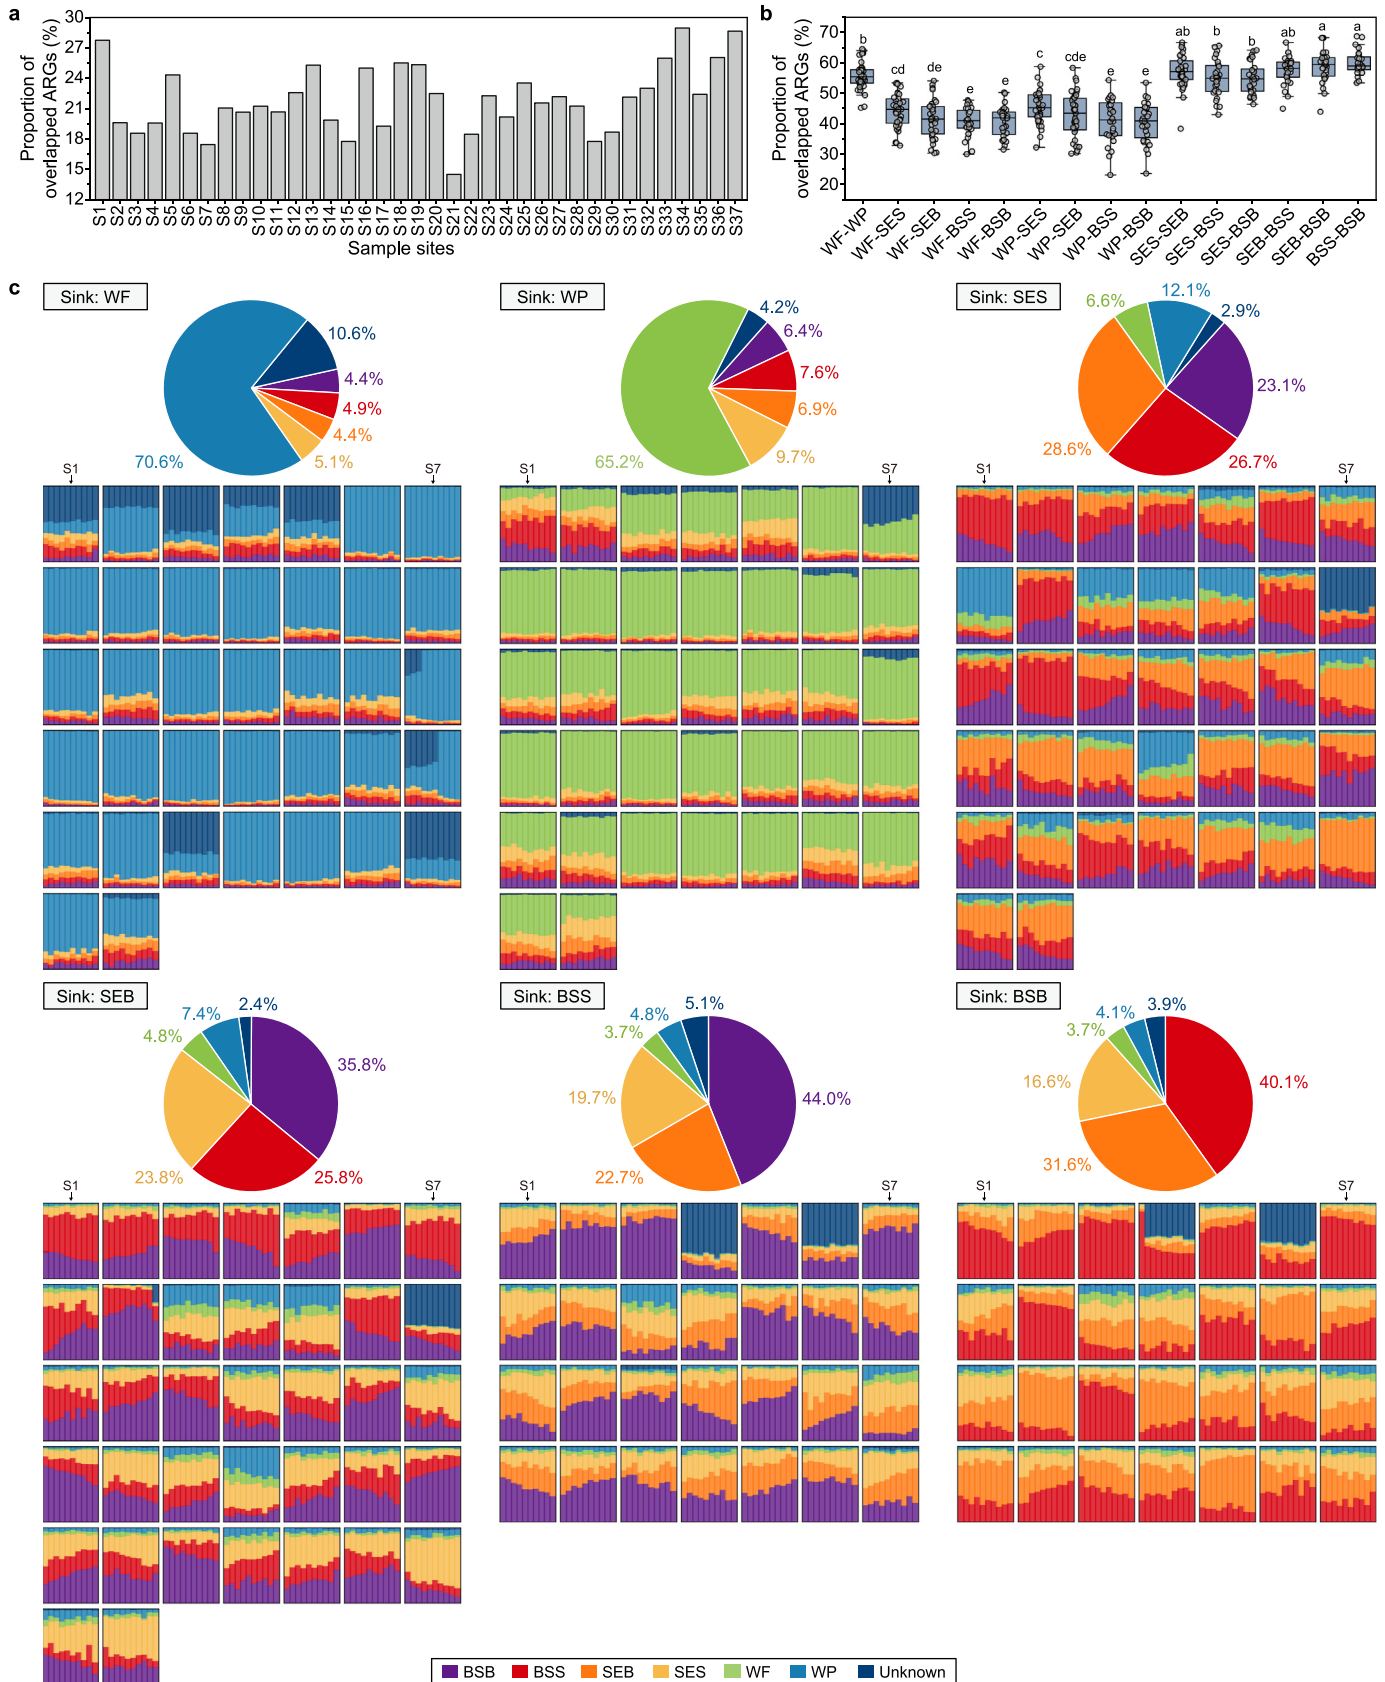 a
Proportion of
overlapped ARGs (%)
30
27
24
21
18
15
12
S1 S2 S3 S4 S5 S6 S7 S8 S9 S10 S11 S12 S13 S14 S15 S16 S17 S18 S19 S20 S21 S22 S23 S24 S25 S26 S27 S28 S29 S30 S31 S32 S33 S34 S35 S36 S37
Sample sites
b
Proportion of
overlapped ARGs (%)
70
60
50
40
30
20
b cd de e e c cde e e ab b b ab a a
WF-WP WF-SES WF-SEB WF-BSS WF-BSB WP-SES WP-SEB WP-BSS WP-BSB SES-SEB SES-BSS SES-BSB SEB-BSS SEB-BSB BSS-BSB
c
Sink: WF
10.6%
4.4%
4.9%
4.4%
5.1%
70.6%
S1 S7
Sink: WP
4.2%
6.4%
7.6%
6.9%
9.7%
65.2%
S1 S7
Sink: SES
12.1%
6.6%
2.9%
23.1%
28.6%
26.7%
S1 S7
Sink: SEB
2.4%
7.4%
4.8%
35.8%
23.8%
25.8%
S1 S7
Sink: BSS
5.1%
4.8%
3.7%
19.7%
44.0%
22.7%
S1 S7
Sink: BSB
3.9%
4.1%
3.7%
16.6%
40.1%
31.6%
S1 S7
BSB BSS SEB SES WF WP Unknown